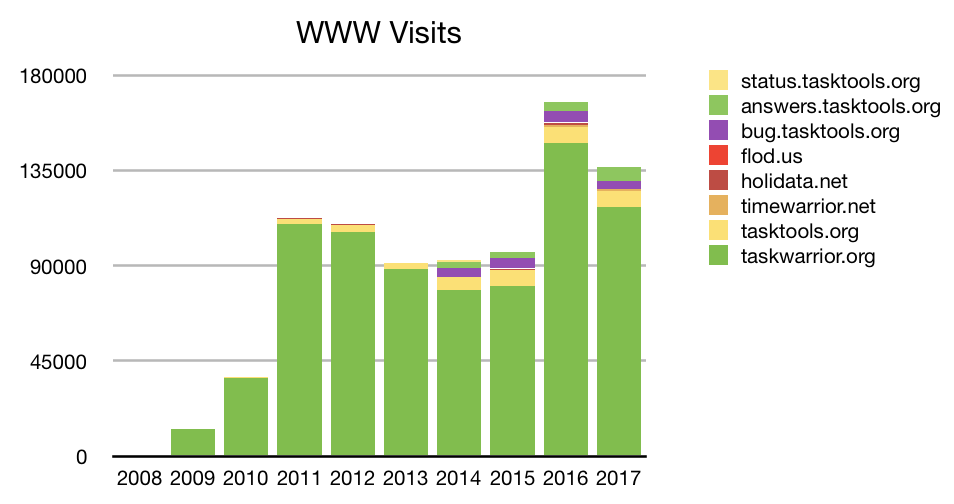 WWW Visits
180000
135000
90000
45000
0
2008 2009 2010 2011 2012 2013 2014 2015 2016 2017
status.tasktools.org
answers.tasktools.org
bug.tasktools.org
flod.us
holidata.net
timewarrior.net
tasktools.org
taskwarrior.org